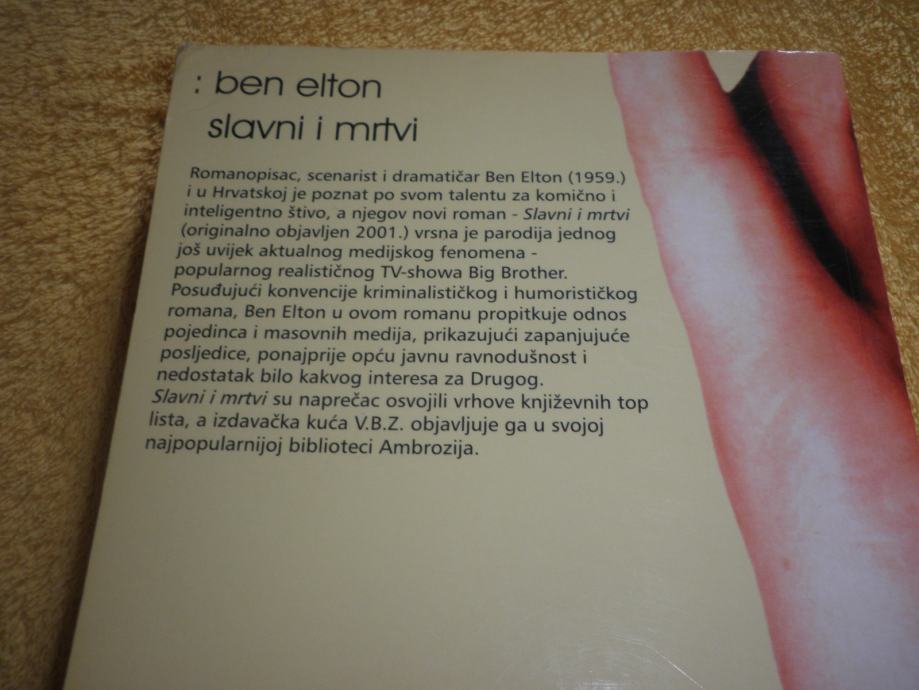 : ben elton
slavni i mrtvi
Romanopisac, scenarist i dramatičar Ben Elton (1959.)
i u Hrvatskoj je poznat po svom talentu za komično i
inteligentno štivo, a njegov novi roman - Slavni i mrtvi
(originalno objavljen 2001.) vrsna je parodija jednog
još uvijek aktualnog medijskog fenomena -
popularnog realističnog TV-showa Big Brother.
Posuđujući konvencije kriminalističkog i humorističkog
romana, Ben Elton u ovom romanu propitkuje odnos
pojedinca i masovnih medija, prikazujući zapanjujuće
posljedice, ponajprije opću javnu ravnodušnost i
nedostatak bilo kakvog interesa za Drugog.
Slavni i mrtvi su naprečac osvojili vrhove književnih top
lista, a izdavačka kuća V.B.Z. objavljuje ga u svojoj
najpopularnijoj biblioteci Ambrozija.